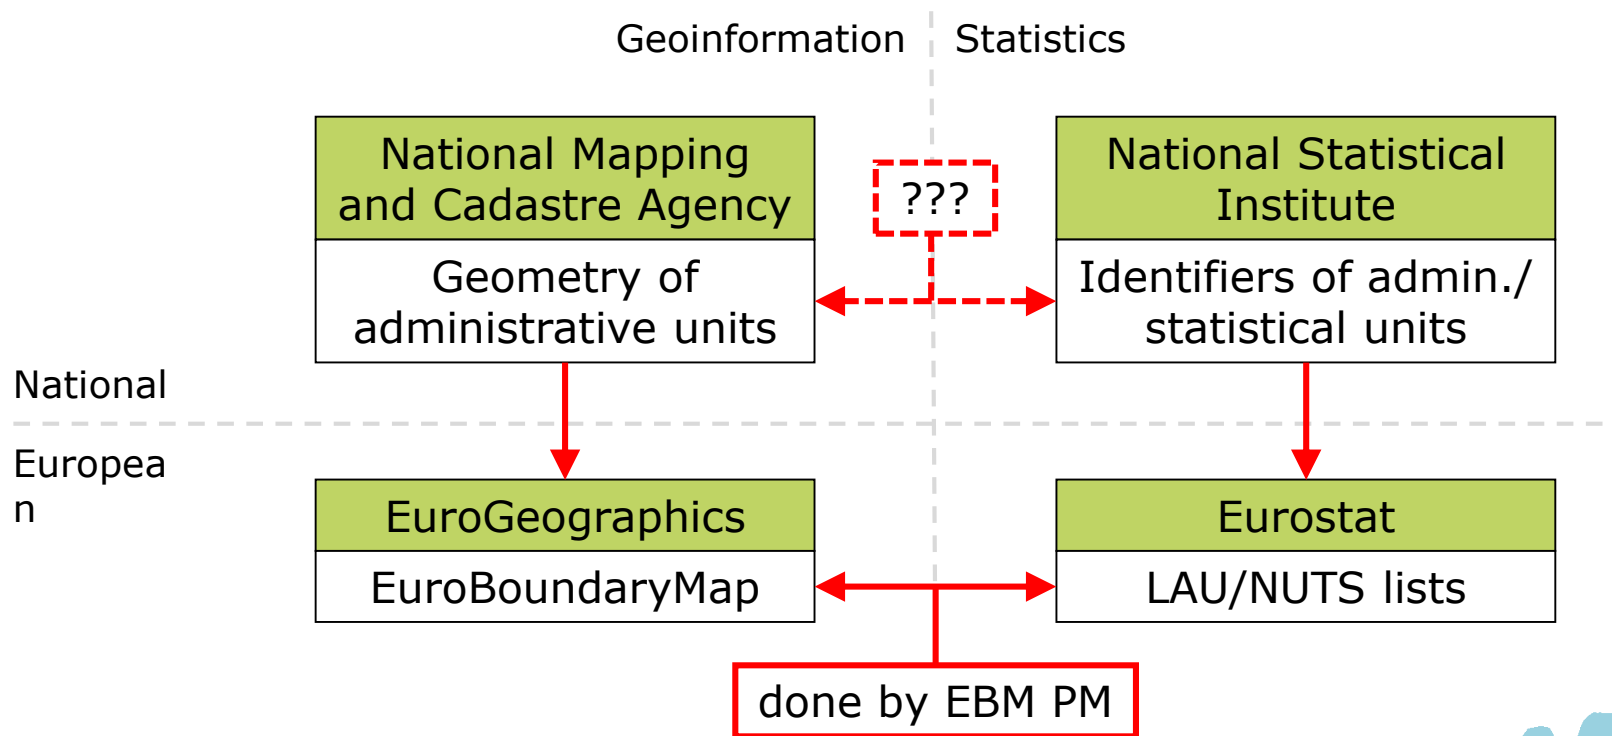 Geoinformation
Statistics
National Mapping
and Cadastre Agency
Geometry of
administrative units
???
National Statistical
Institute
Identifiers of admin./
statistical units
National
Europea
n
EuroGeographics
EuroBoundaryMap
Eurostat
LAU/NUTS lists
done by EBM PM